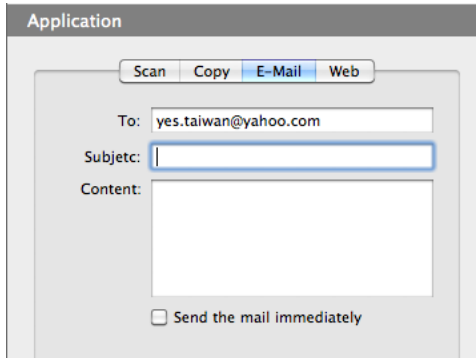 Application
Scan Copy E-Mail Web
To: yes.taiwan@yahoo.com
Subjetc:
Content:
Send the mail immediately